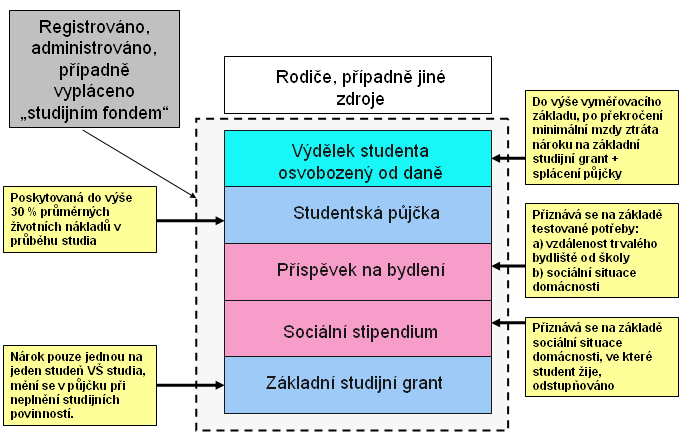 Registrováno,
administrováno,
případně
vypláceno
„studijním fondem“
Rodiče, případně jiné
zdroje
Výdělek studenta
osvobozený od daně
Studentská půjčka
Příspěvek na bydlení
Sociální stipendium
Základní studijní grant
Poskytovaná do výše
30 % průměrných
životních nákladů v
průběhu studia
Nárok pouze jednou na
jeden studeň VŠ studia,
mění se v půjčku při
neplnění studijních
povinností.
Do výše vyměřovacího
základu, po překročení
minimální mzdy ztráta
nároku na základní
studijní grant +
splácení půjčky
Přiznává se na základě
testované potřeby:
a) vzdálenost trvalého
bydliště od školy
b) sociální situace
domácnosti
Přiznává se na základě
sociální situace
domácnosti, ve které
student žije,
odstupňováno